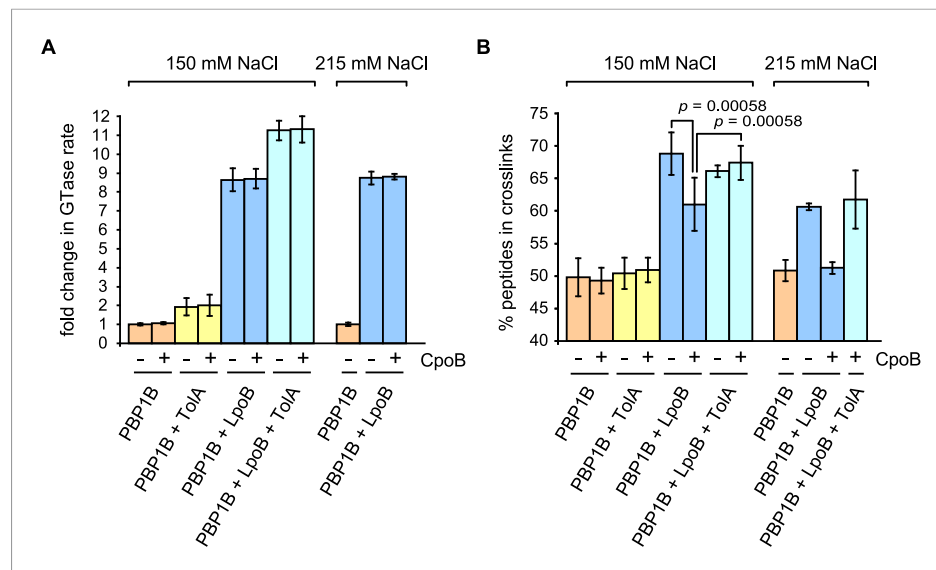 A
150 mM NaCl
215 mM NaCl
fold change in GTase rate
12
11
10
9
8
7
6
5
4
3
2
1
0
- + - + - + - + - - + CpoB
PBP1B
PBP1B + TolA
PBP1B + LpoB
PBP1B + LpoB + TolA
PBP1B
PBP1B + LpoB
B
150 mM NaCl
215 mM NaCl
p = 0.00058
p = 0.00058
% peptides in crosslinks
75
70
65
60
55
50
45
40
- + - + - + - + - - + + CpoB
PBP1B
PBP1B + TolA
PBP1B + LpoB
PBP1B + LpoB + TolA
PBP1B
PBP1B + LpoB
PBP1B + LpoB + TolA